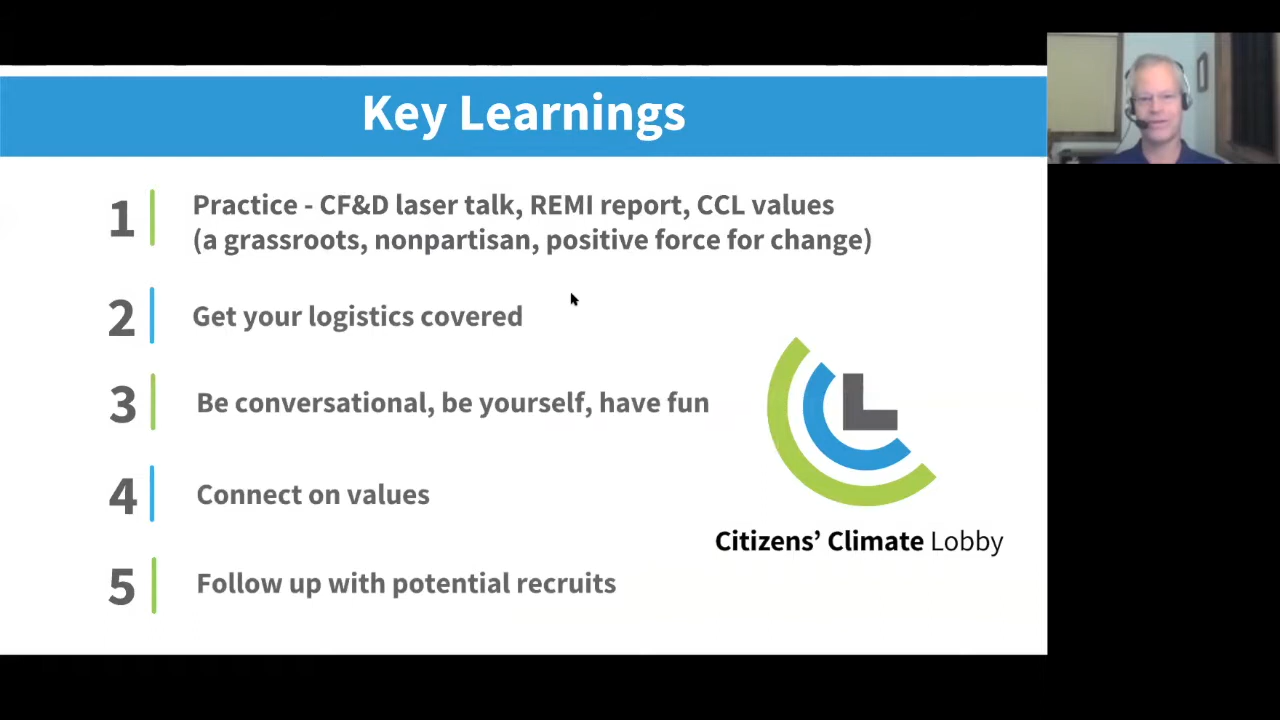 Key Learnings
1
Practice - CF&D laser talk, REMI report, CCL values
(a grassroots, nonpartisan, positive force for change)
2
Get your logistics covered
3
Be conversational, be yourself, have fun
4
Connect on values
5
Follow up with potential recruits
Citizens’ Climate Lobby